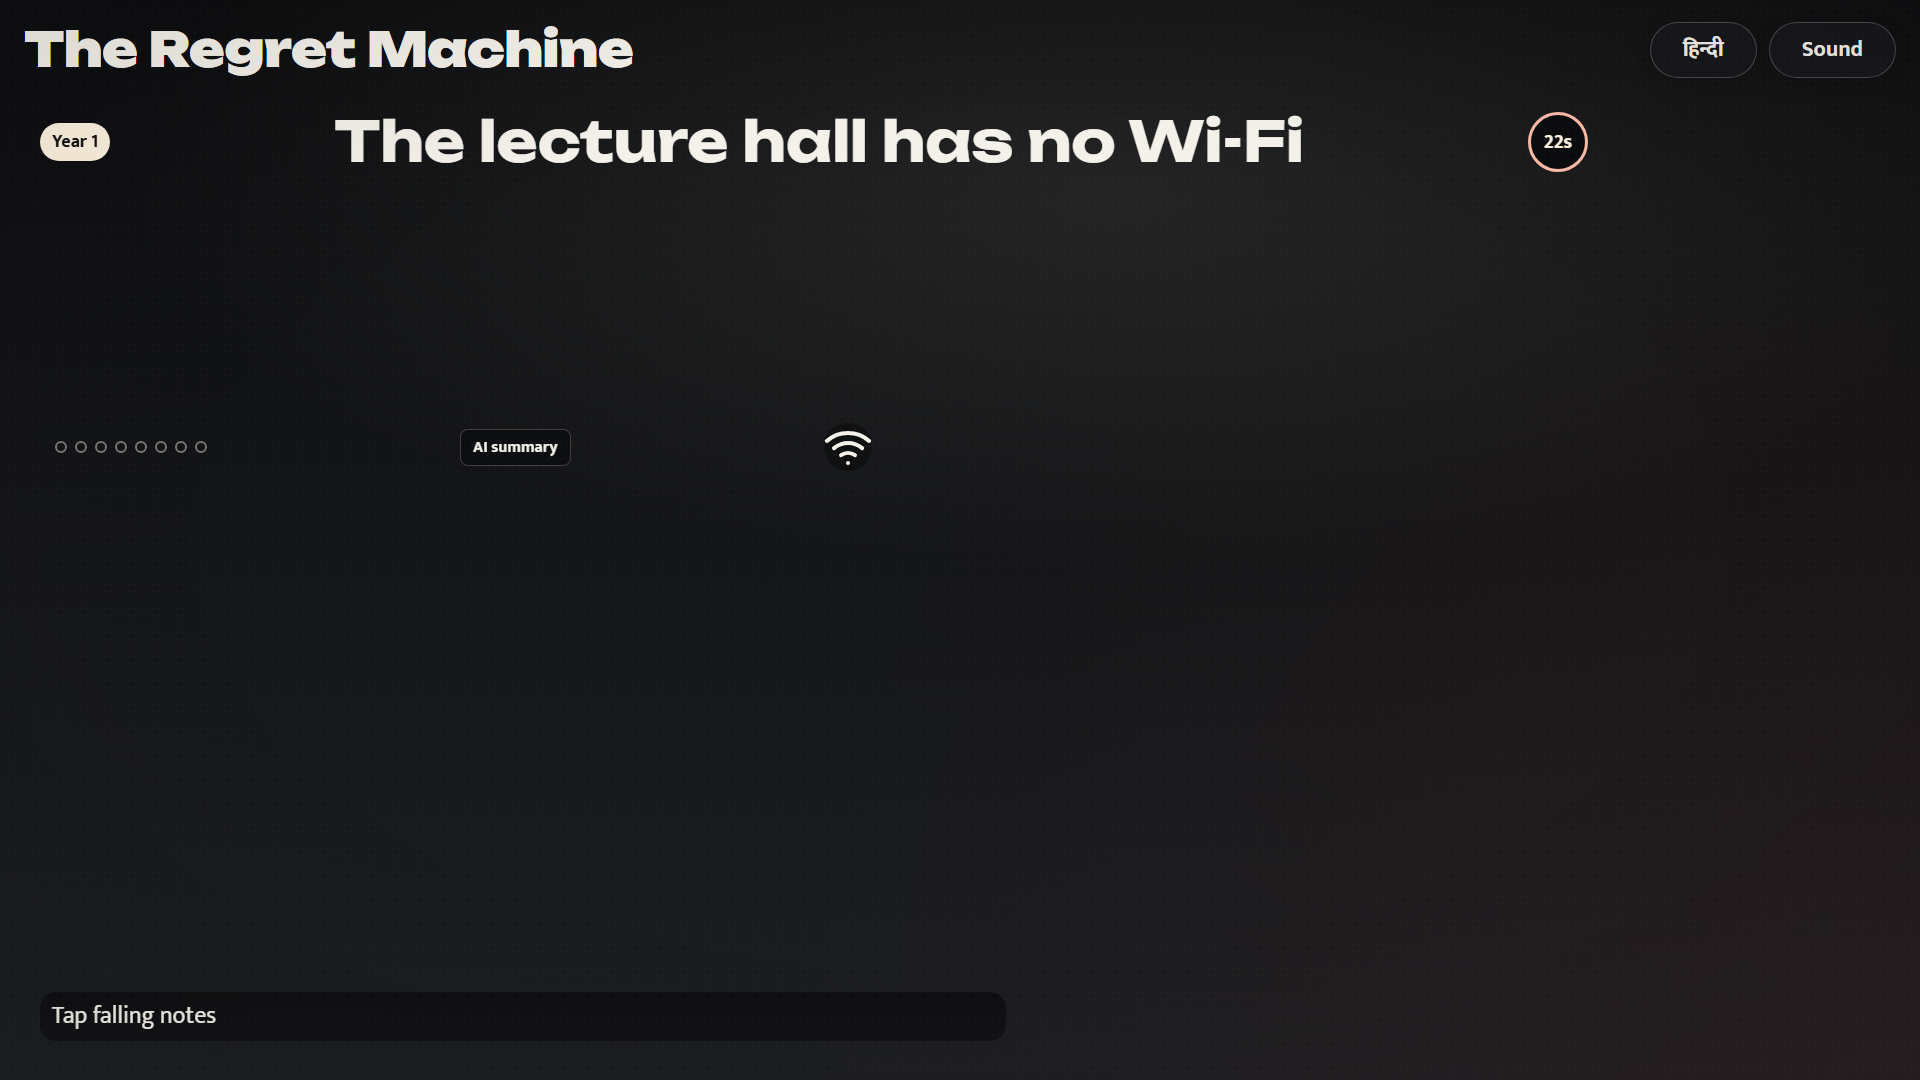 The Regret Machine
हिन्दी
Sound
Year 1
The lecture hall has no Wi-Fi
22s
AI summary
Tap falling notes